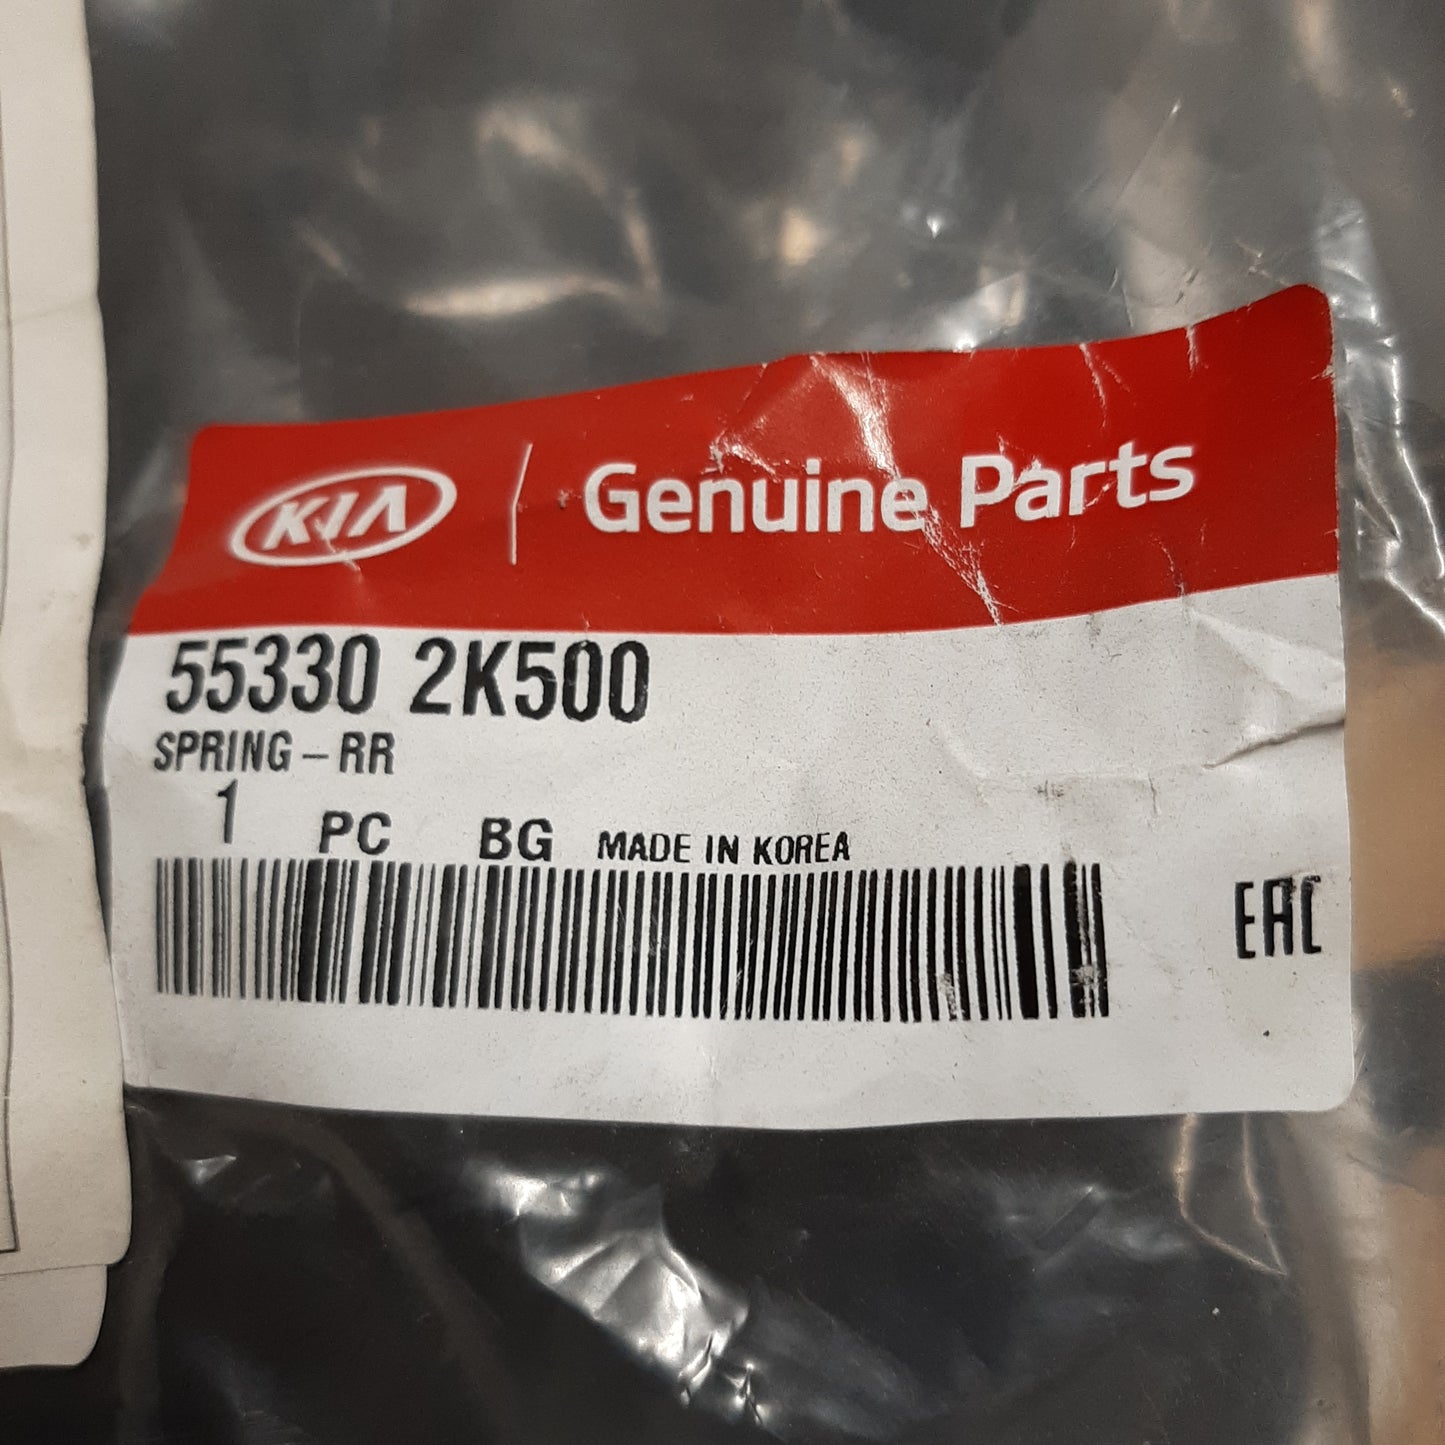 KIA | Genuine Parts
55330 2K500
SPRING-RR
1 PC BG MADE IN KOREA
EAC